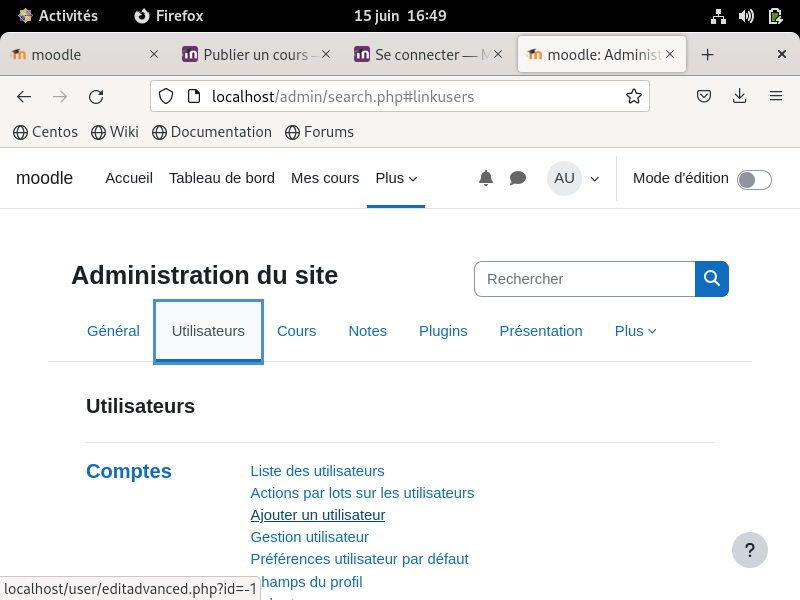 Activités Firefox 15 juin 16:49
moodle Publier un cours – Se connecter — M moodle: Administ
localhost/admin/search.php#linkusers
Centos Wiki Documentation Forums
moodle Accueil Tableau de bord Mes cours Plus AU Mode d'édition
Administration du site Rechercher
Général Utilisateurs Cours Notes Plugins Présentation Plus
Utilisateurs
Comptes Liste des utilisateurs
Actions par lots sur les utilisateurs
Ajouter un utilisateur
Gestion utilisateur
Préférences utilisateur par défaut
?
hamps du profil
localhost/user/editadvanced.php?id=-1